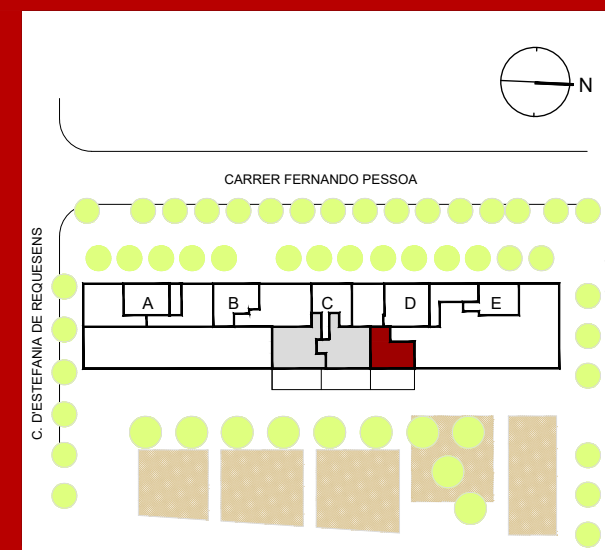 N
CARRER FERNANDO PESSOA
C. D'ESTEFANIA DE REQUESENS
A B C D E